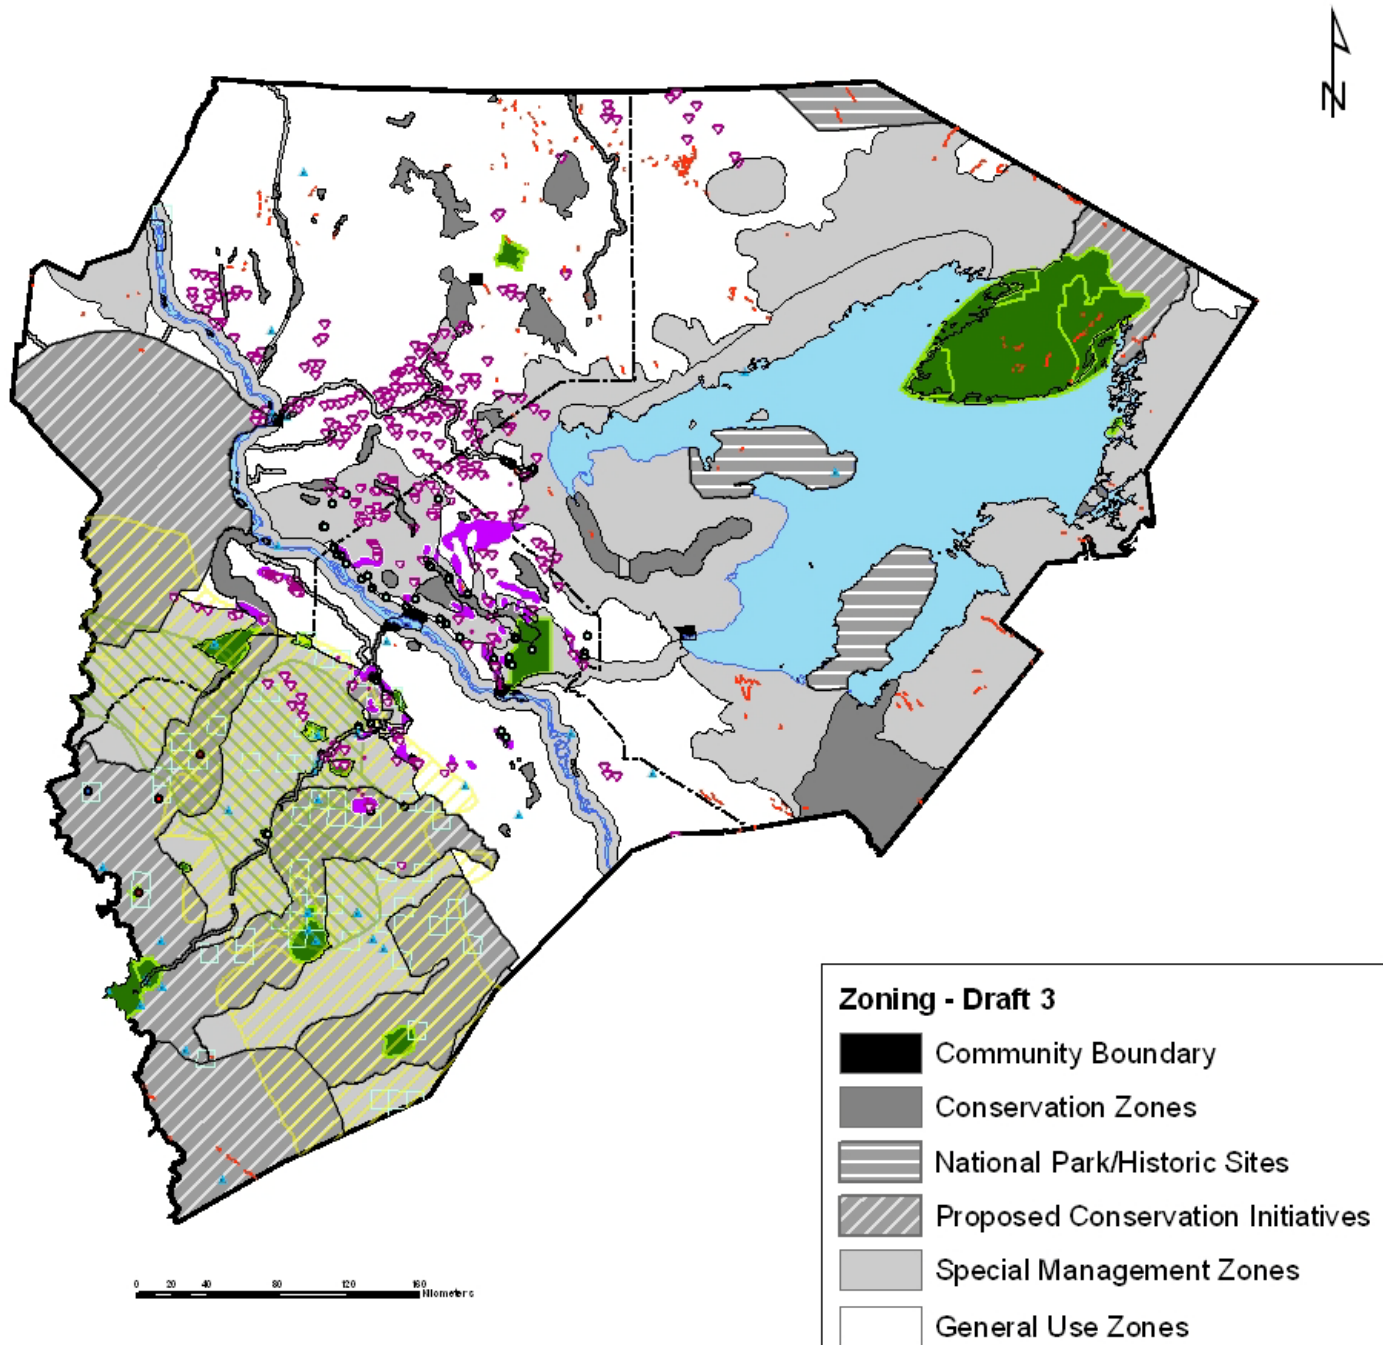 N
Zoning - Draft 3
Community Boundary
Conservation Zones
National Park/Historic Sites
Proposed Conservation Initiatives
Special Management Zones
General Use Zones
0 20 40 80 120 160
Kilometers